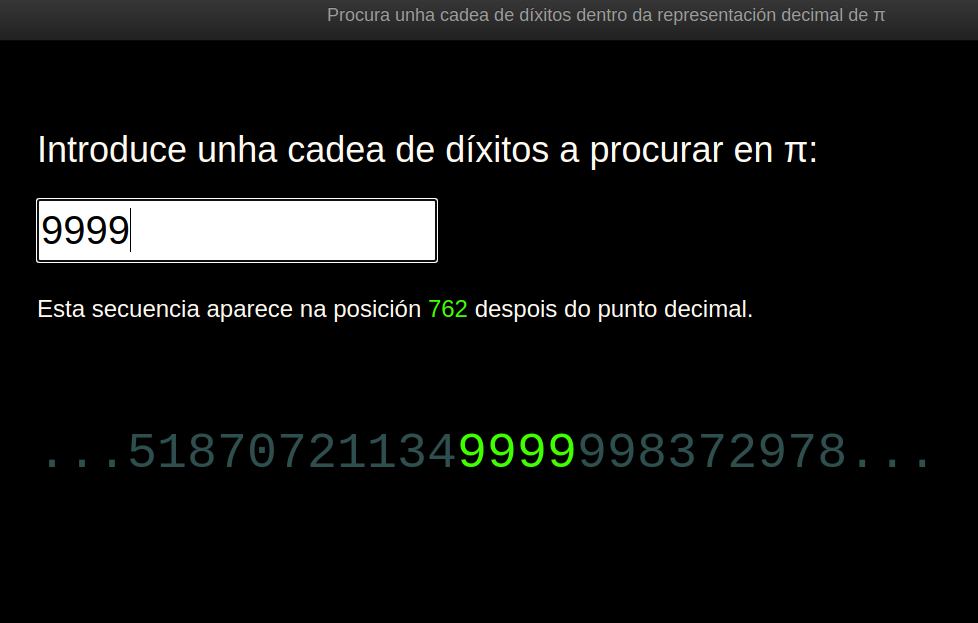 Procura unha cadea de díxitos dentro da representación decimal de π
Introduce unha cadea de díxitos a procurar en π:
9999
Esta secuencia aparece na posición 762 despois do punto decimal.
...518707211349999998372978...